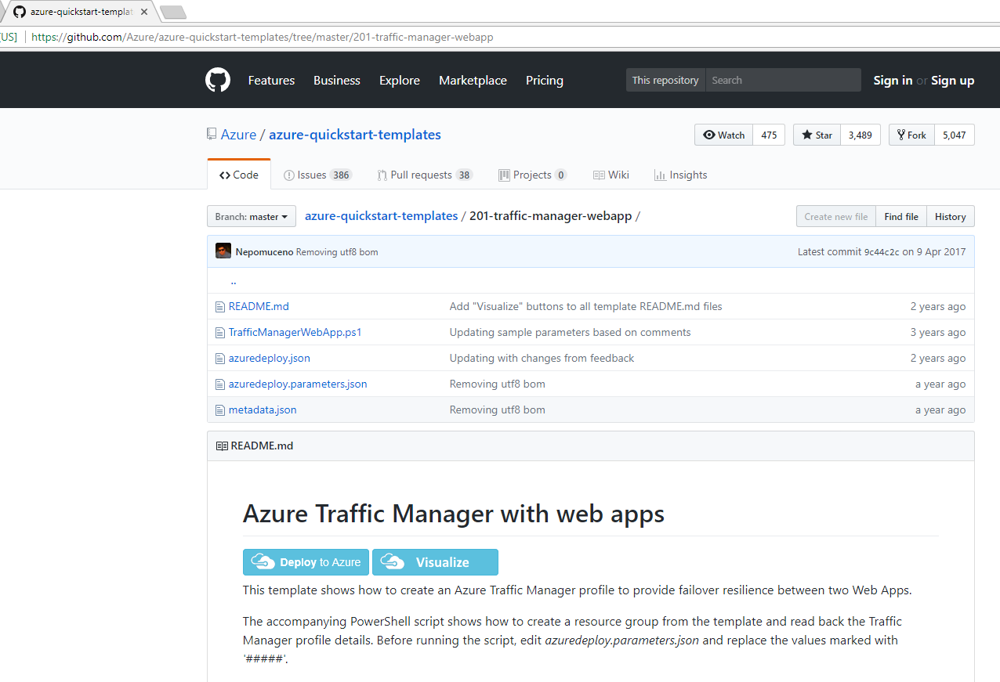 azure-quickstart-templat
[US] https://github.com/Azure/azure-quickstart-templates/tree/master/201-traffic-manager-webapp
Features Business Explore Marketplace Pricing This repository Search Sign in or Sign up
Azure / azure-quickstart-templates Watch 475 Star 3,489 Fork 5,047
Code Issues 386 Pull requests 38 Projects 0 Wiki Insights
Branch: master azure-quickstart-templates / 201-traffic-manager-webapp / Create new file Find file History
Nepomuceno Removing utf8 bom Latest commit 9c44c2c on 9 Apr 2017
..
README.md Add "Visualize" buttons to all template README.md files 2 years ago
TrafficManagerWebApp.ps1 Updating sample parameters based on comments 3 years ago
azuredeploy.json Updating with changes from feedback 2 years ago
azuredeploy.parameters.json Removing utf8 bom a year ago
metadata.json Removing utf8 bom a year ago
README.md
Azure Traffic Manager with web apps
Deploy to Azure Visualize
This template shows how to create an Azure Traffic Manager profile to provide failover resilience between two Web Apps.
The accompanying PowerShell script shows how to create a resource group from the template and read back the Traffic
Manager profile details. Before running the script, edit azuredeploy.parameters.json and replace the values marked with
'#####'.